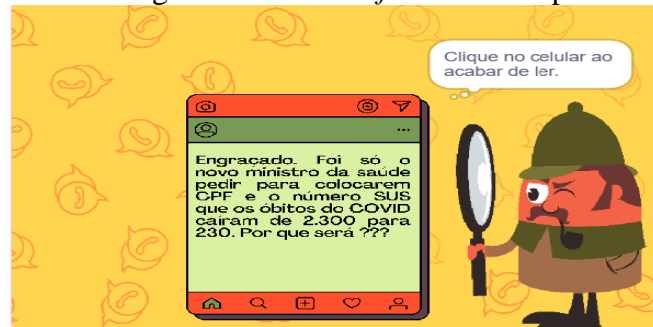 Clique no celular ao
acabar de ler.
Engraçado. Foi só o
novo ministro da saúde
pedir para colocarem
CPF e o número SUS
que os óbitos do COVID
caíram de 2.300 para
230. Por que será ???